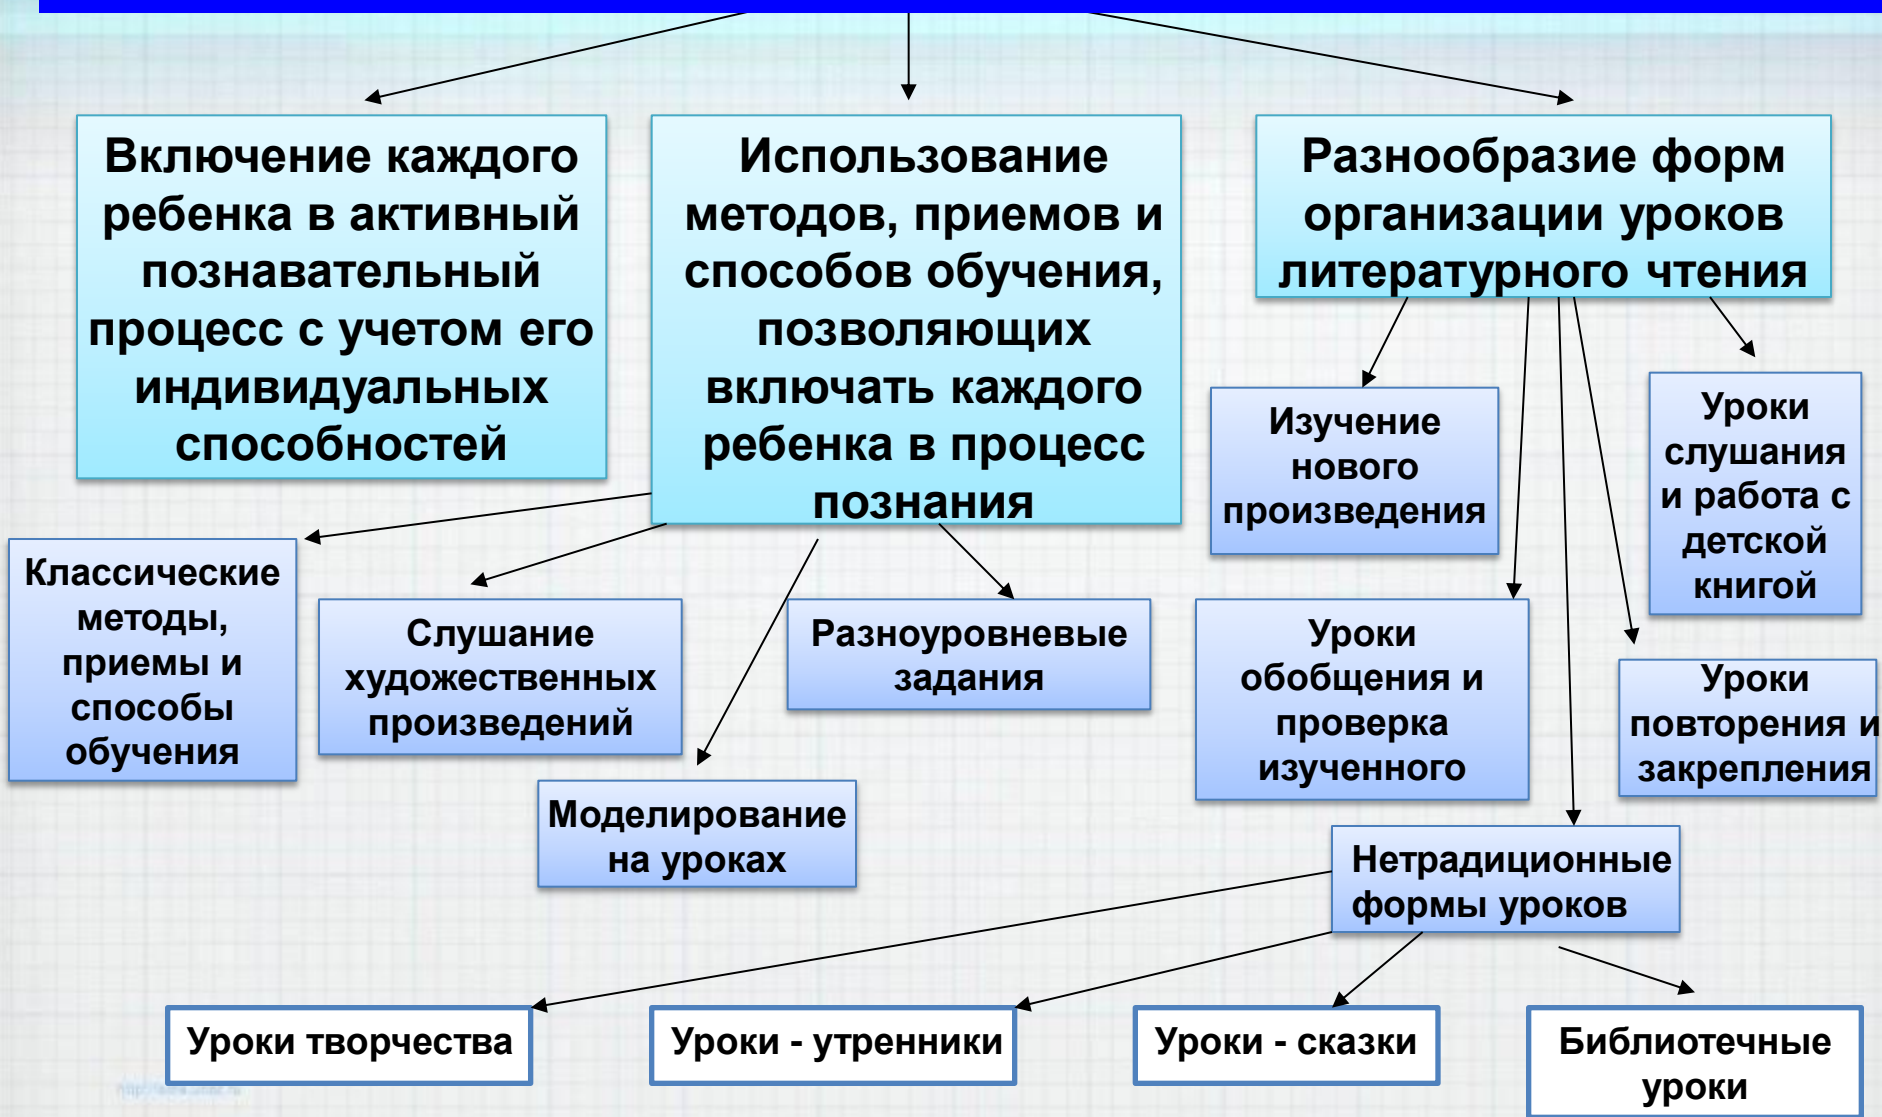 Включение каждого
ребенка в активный
познавательный
процесс с учетом его
индивидуальных
способностей
Использование
методов, приемов и
способов обучения,
позволяющих
включать каждого
ребенка в процесс
познания
Разнообразие форм
организации уроков
литературного чтения
Классические
методы,
приемы и
способы
обучения
Слушание
художественных
произведений
Моделирование
на уроках
Разноуровневые
задания
Изучение
нового
произведения
Уроки
обобщения и
проверка
изученного
Уроки
слушания
и работа с
детской
книгой
Уроки
повторения и
закрепления
Нетрадиционные
формы уроков
Уроки творчества
Уроки - утренники
Уроки - сказки
Библиотечные
уроки